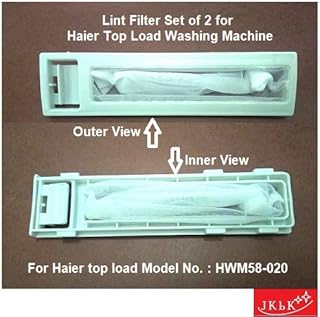 Lint Filter Set of 2 for
Haier Top Load Washing Machine
Outer View
Inner View
For Haier top load Model No. : HWM58-020
JKbK